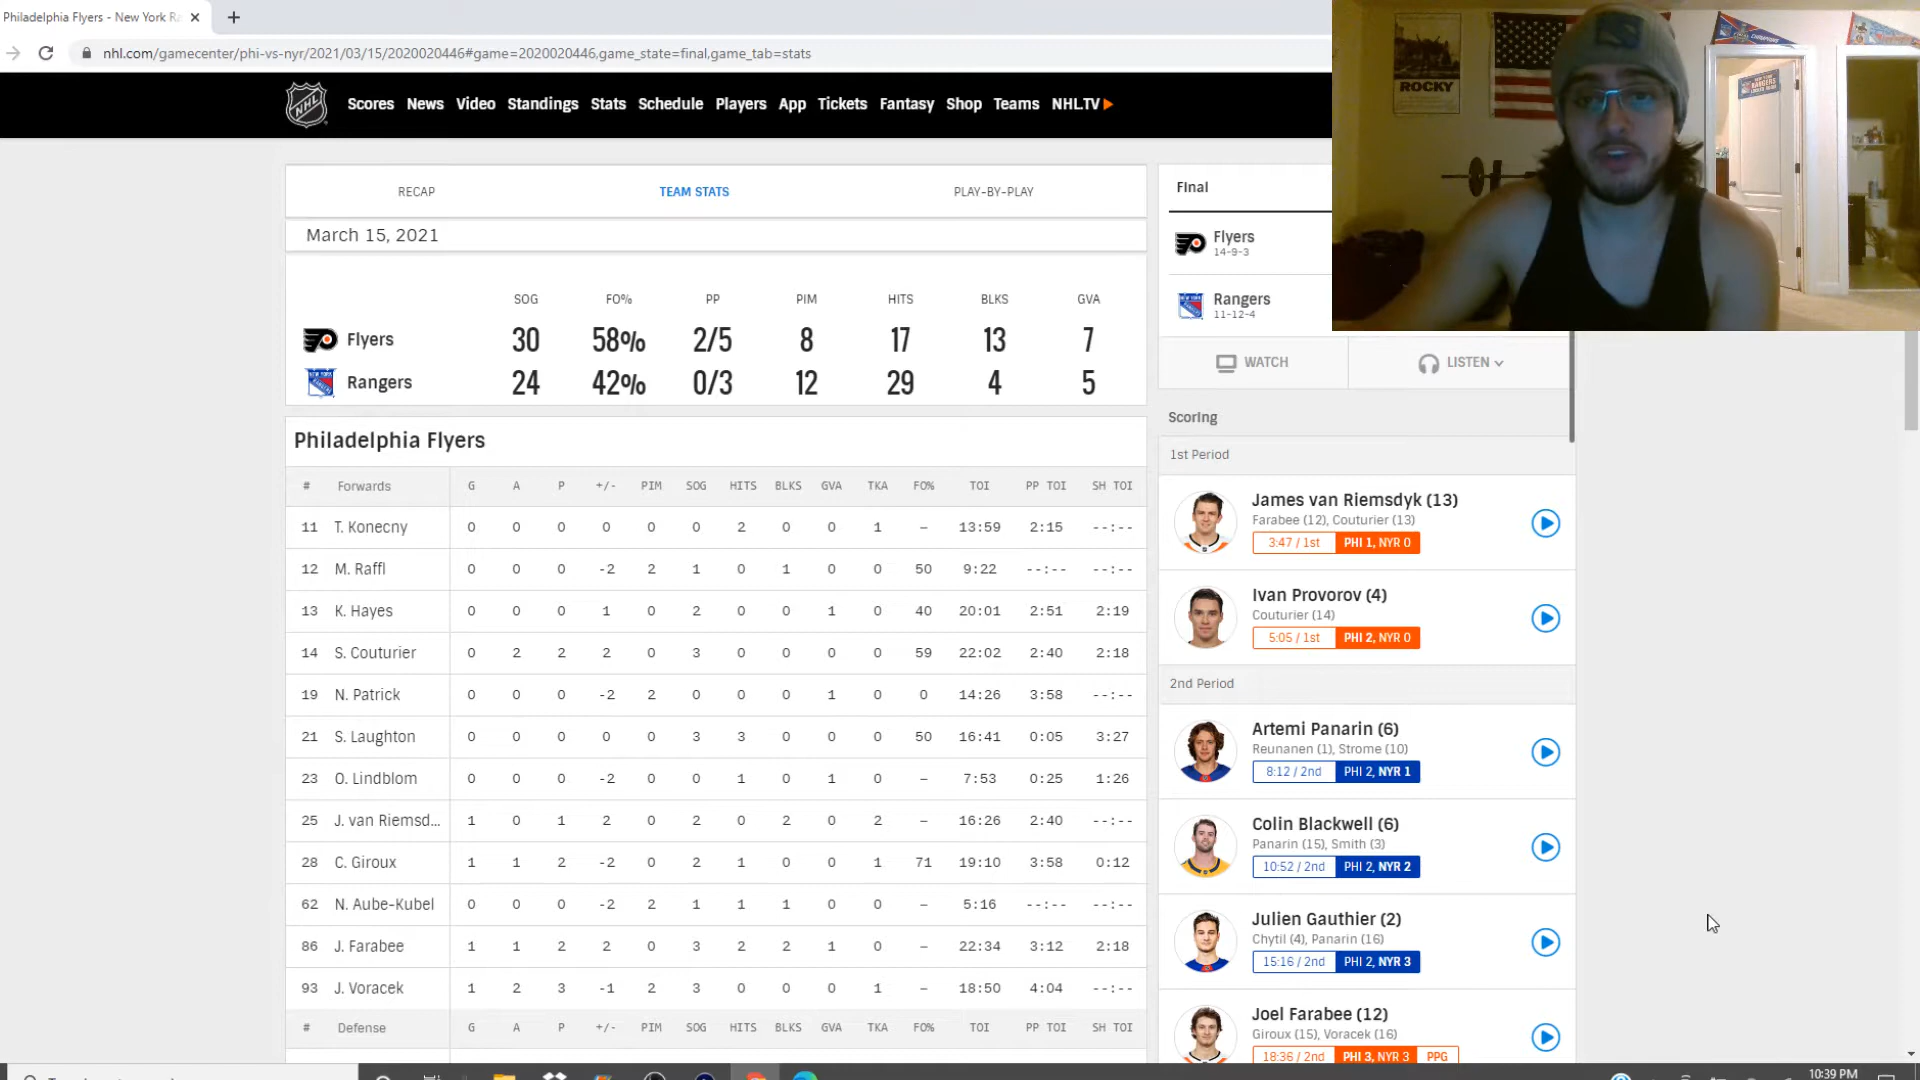 Philadelphia Flyers - New York R
nhl.com/gamecenter/phi-vs-nyr/2021/03/15/2020020446#game=2020020446,game_state=final,game_tab=stats
NHL Scores News Video Standings Stats Schedule Players App Tickets Fantasy Shop Teams NHL.TV
ROCKY
RECAP TEAM STATS PLAY-BY-PLAY
March 15, 2021
SOG FO% PP PIM HITS BLKS GVA
Flyers 30 58% 2/5 8 17 13 7
Rangers 24 42% 0/3 12 29 4 5
Philadelphia Flyers
# Forwards G A P +/- PIM SOG HITS BLKS GVA TKA FO% TOI PP TOI SH TOI
11 T. Konecny 0 0 0 0 0 0 2 0 0 1 – 13:59 2:15 --:--
12 M. Raffl 0 0 0 -2 2 1 0 1 0 0 50 9:22 --:-- --:--
13 K. Hayes 0 0 0 1 0 2 0 0 1 0 40 20:01 2:51 2:19
14 S. Couturier 0 2 2 2 0 3 0 0 0 0 59 22:02 2:40 2:18
19 N. Patrick 0 0 0 -2 2 0 0 0 1 0 0 14:26 3:58 --:--
21 S. Laughton 0 0 0 0 0 3 3 0 0 0 50 16:41 0:05 3:27
23 O. Lindblom 0 0 0 -2 0 0 1 0 1 0 – 7:53 0:25 1:26
25 J. van Riemsd... 1 0 1 2 0 2 0 2 0 2 – 16:26 2:40 --:--
28 C. Giroux 1 1 2 -2 0 2 1 0 0 1 71 19:10 3:58 0:12
62 N. Aube-Kubel 0 0 0 -2 2 1 1 1 0 0 – 5:16 --:-- --:--
86 J. Farabee 1 1 2 2 0 3 2 2 1 0 – 22:34 3:12 2:18
93 J. Voracek 1 2 3 -1 2 3 0 0 0 1 – 18:50 4:04 --:--
# Defense G A P +/- PIM SOG HITS BLKS GVA TKA FO% TOI PP TOI SH TOI
Final
Flyers
14-9-3
Rangers
11-12-4
WATCH LISTEN
Scoring
1st Period
James van Riemsdyk (13)
Farabee (12), Couturier (13)
3:47 / 1st PHI 1, NYR 0
Ivan Provorov (4)
Couturier (14)
5:05 / 1st PHI 2, NYR 0
2nd Period
Artemi Panarin (6)
Reunanen (1), Strome (10)
8:12 / 2nd PHI 2, NYR 1
Colin Blackwell (6)
Panarin (15), Smith (3)
10:52 / 2nd PHI 2, NYR 2
Julien Gauthier (2)
Chytil (4), Panarin (16)
15:16 / 2nd PHI 2, NYR 3
Joel Farabee (12)
Giroux (15), Voracek (16)
18:36 / 2nd PHI 3, NYR 3 PPG
10:39 PM